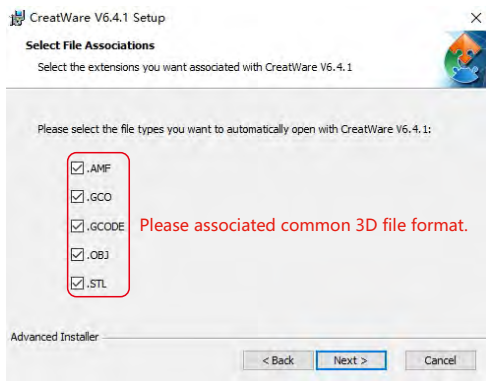 CreatWare V6.4.1 Setup
Select File Associations
Select the extensions you want associated with CreatWare V6.4.1
Please select the file types you want to automatically open with CreatWare V6.4.1:
.AMF
.GCO
.GCODE
Please associated common 3D file format.
.OBJ
.STL
Advanced Installer
< Back
Next >
Cancel